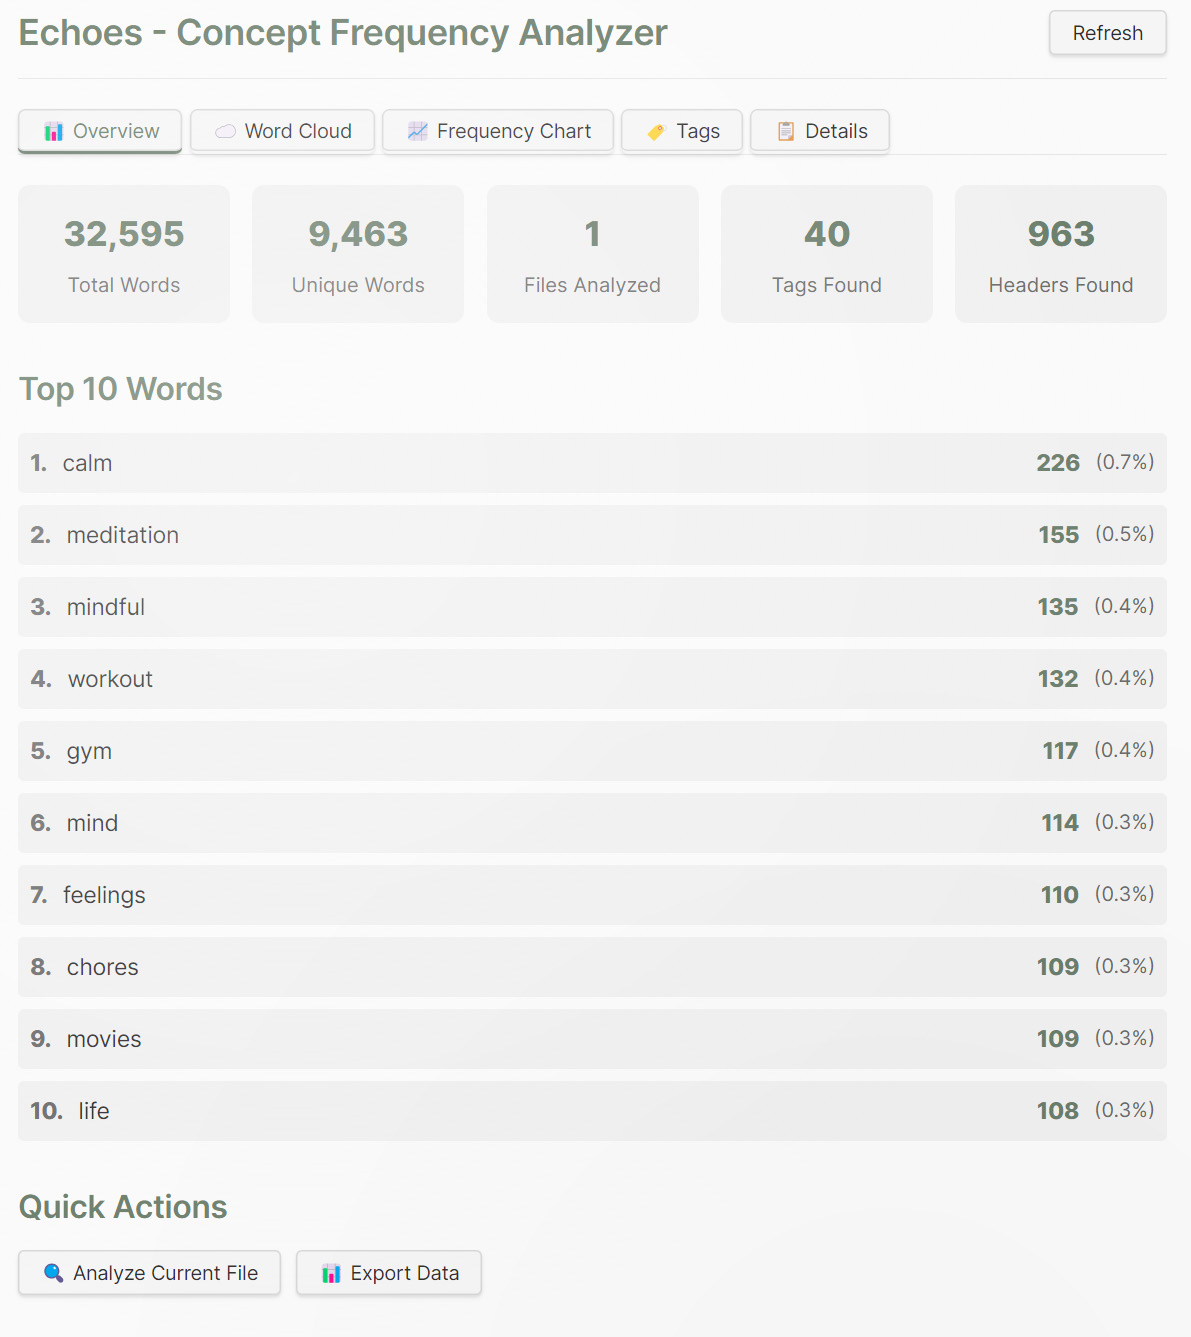 Echoes - Concept Frequency Analyzer
Refresh
Overview
Word Cloud
Frequency Chart
Tags
Details
32,595
Total Words
9,463
Unique Words
1
Files Analyzed
40
Tags Found
963
Headers Found
Top 10 Words
1. calm 226 (0.7%)
2. meditation 155 (0.5%)
3. mindful 135 (0.4%)
4. workout 132 (0.4%)
5. gym 117 (0.4%)
6. mind 114 (0.3%)
7. feelings 110 (0.3%)
8. chores 109 (0.3%)
9. movies 109 (0.3%)
10. life 108 (0.3%)
Quick Actions
Analyze Current File
Export Data